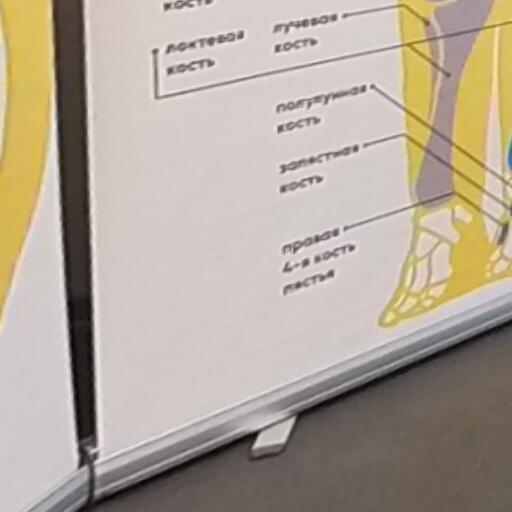 кость
лучевая
кость
локтевая
кость
полулунная
кость
запястная
кость
правая
4-я кость
пястья